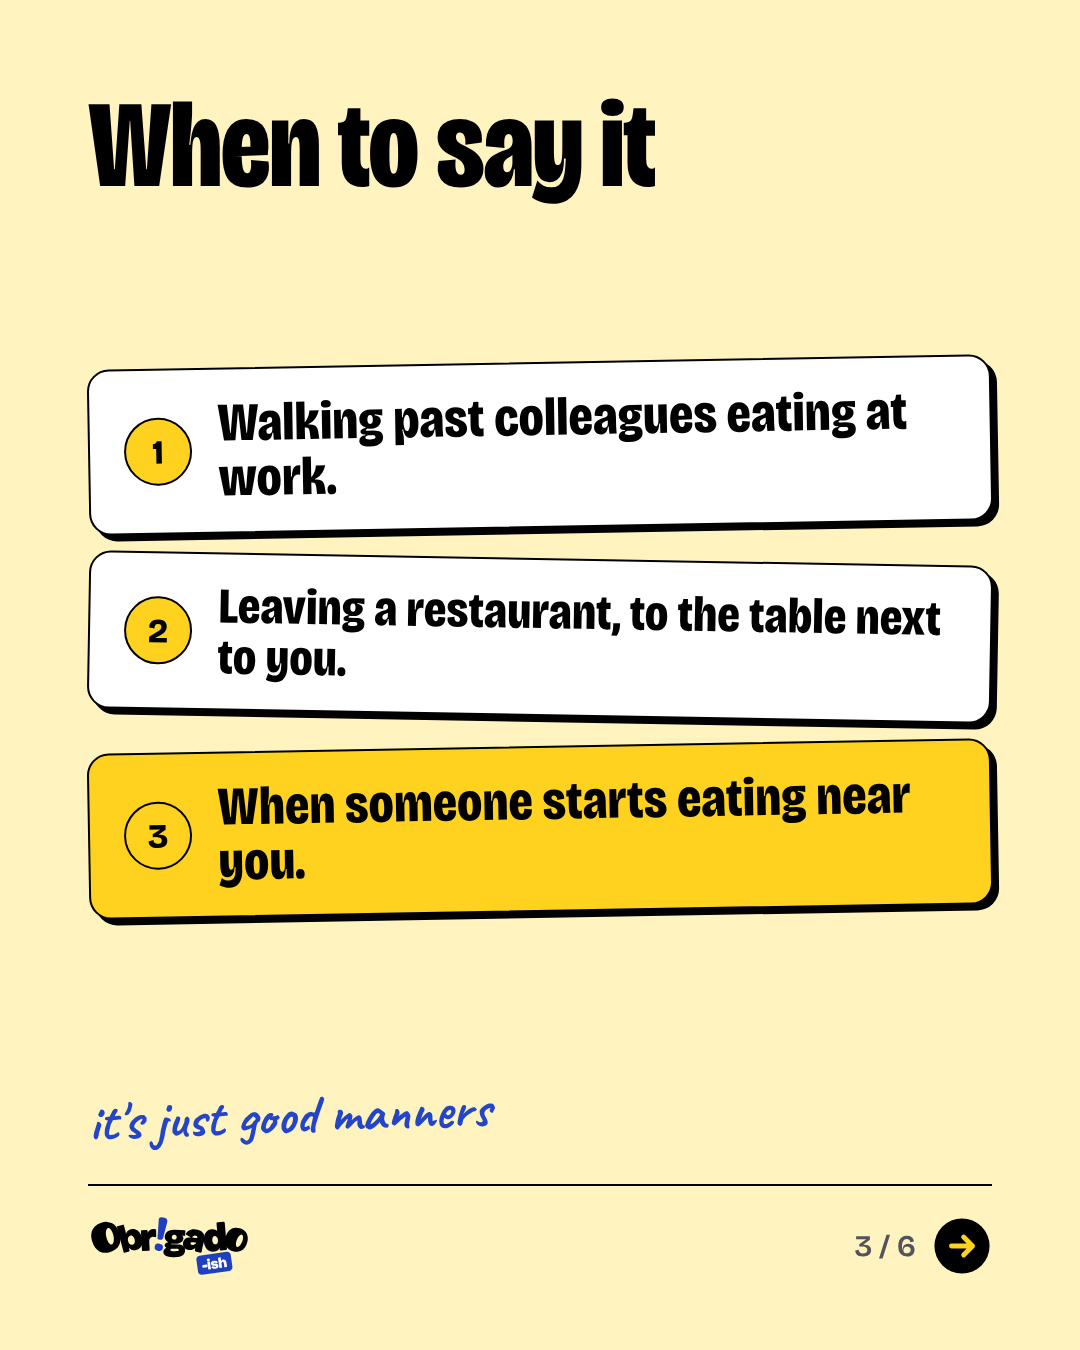 When to say it
1
Walking past colleagues eating at
work.
2
Leaving a restaurant, to the table next
to you.
3
When someone starts eating near
you.
it's just good manners
Obr!gado
-ish
3 / 6